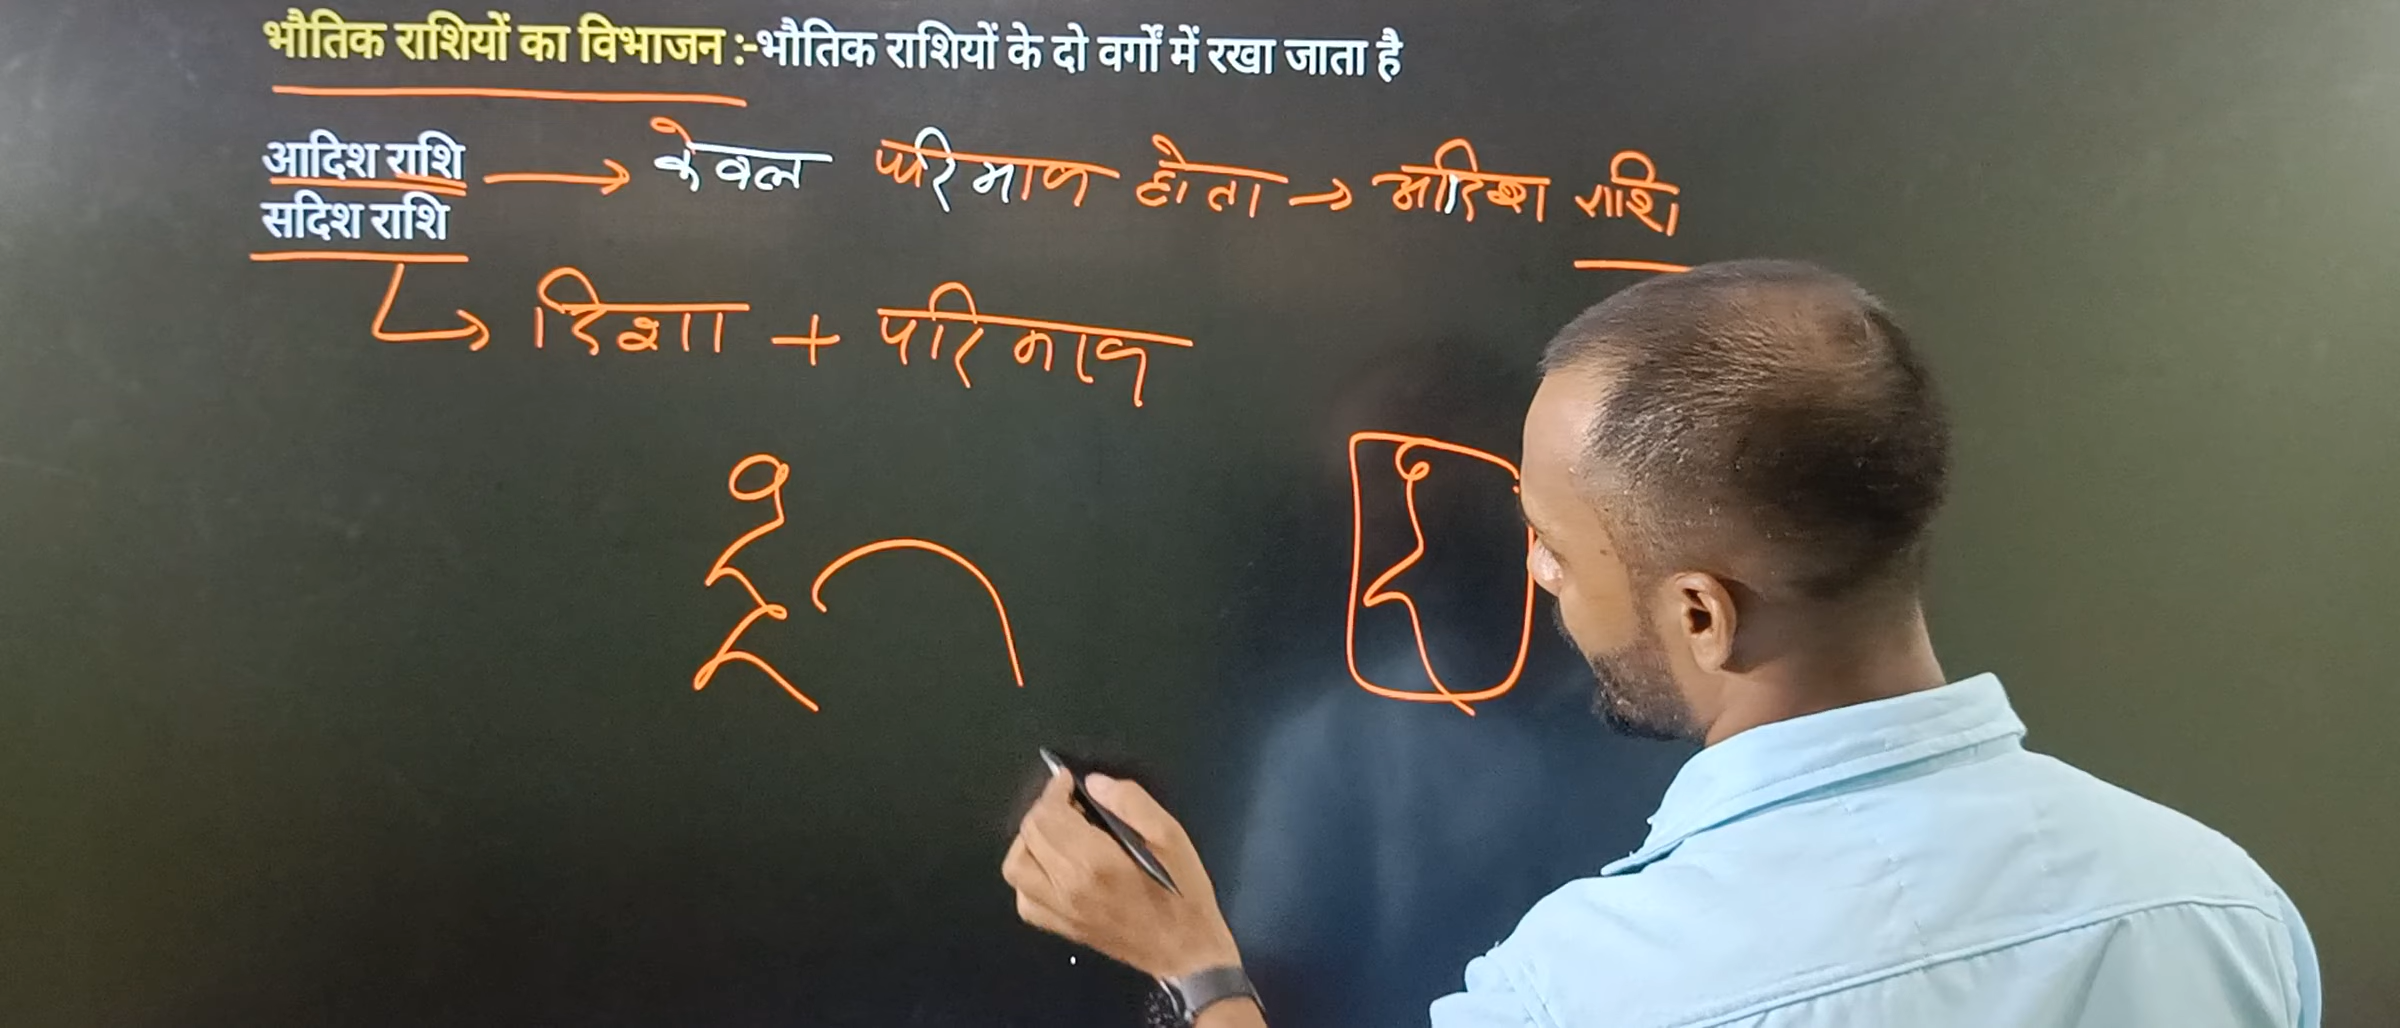 भौतिक राशियों का विभाजन :-भौतिक राशियों के दो वर्गों में रखा जाता है
आदिश राशि → केवल परिमाण होता → अदिश राशि
सदिश राशि
↳ दिशा + परिमाण